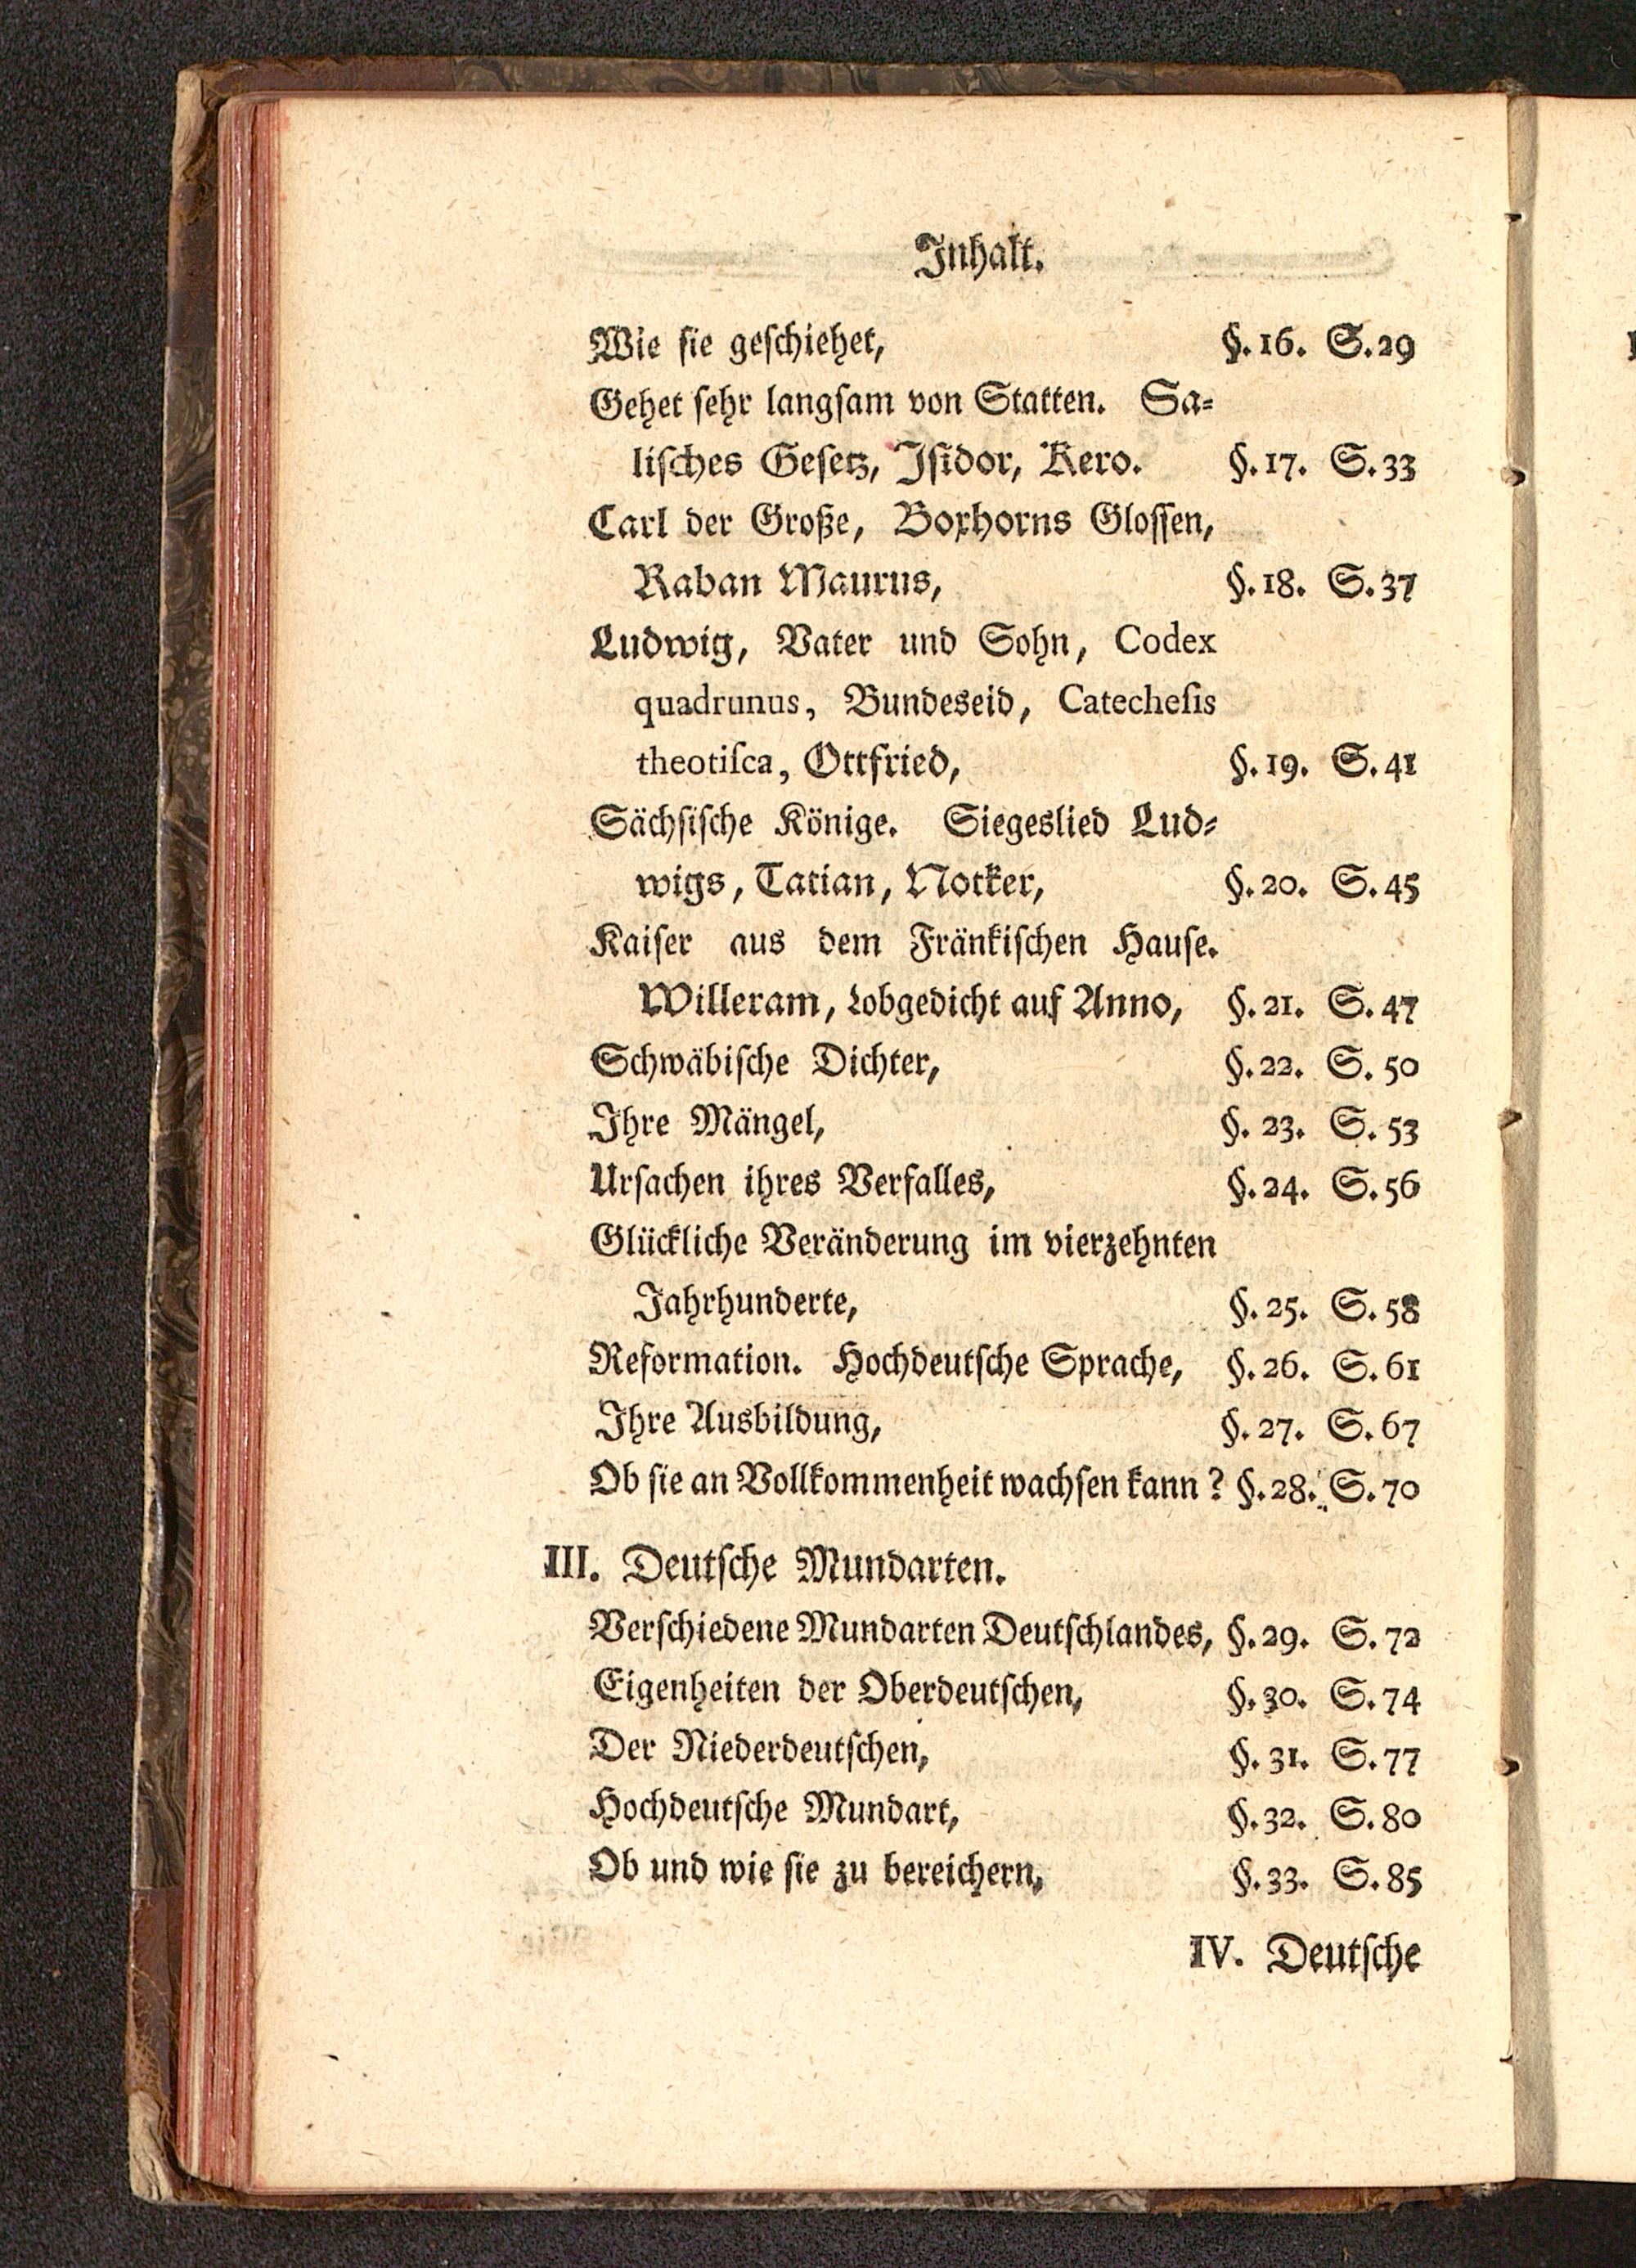 Inhalt.
Wie ſie geſchiehet, §. 16. S. 29
Gehet ſehr langſam von Statten. Sa⸗
liſches Geſetz, Iſidor, Kero. §. 17. S. 33
Carl der Große, Boxhorns Gloſſen,
Raban Maurus, §. 18. S. 37
Ludwig, Vater und Sohn, Codex
quadrunus, Bundeseid, Catecheſis
theotiſca, Ottfried, §. 19. S. 41
Sächſiſche Könige. Siegeslied Lud⸗
wigs, Tatian, Notker, §. 20. S. 45
Kaiſer aus dem Fränkiſchen Hauſe.
Willeram, Lobgedicht auf Anno, §. 21. S. 47
Schwäbiſche Dichter, §. 22. S. 50
Ihre Mängel, §. 23. S. 53
Urſachen ihres Verfalles, §. 24. S. 56
Glückliche Veränderung im vierzehnten
Jahrhunderte, §. 25. S. 58
Reformation. Hochdeutſche Sprache, §. 26. S. 61
Ihre Ausbildung, §. 27. S. 67
Ob ſie an Vollkommenheit wachſen kann? §. 28. S. 70
III. Deutſche Mundarten.
Verſchiedene Mundarten Deutſchlandes, §. 29. S. 72
Eigenheiten der Oberdeutſchen, §. 30. S. 74
Der Niederdeutſchen, §. 31. S. 77
Hochdeutſche Mundart, §. 32. S. 80
Ob und wie ſie zu bereichern, §. 33. S. 85
IV. Deutſche